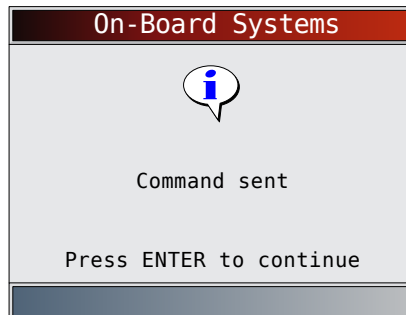 On-Board Systems
i
Command sent
Press ENTER to continue